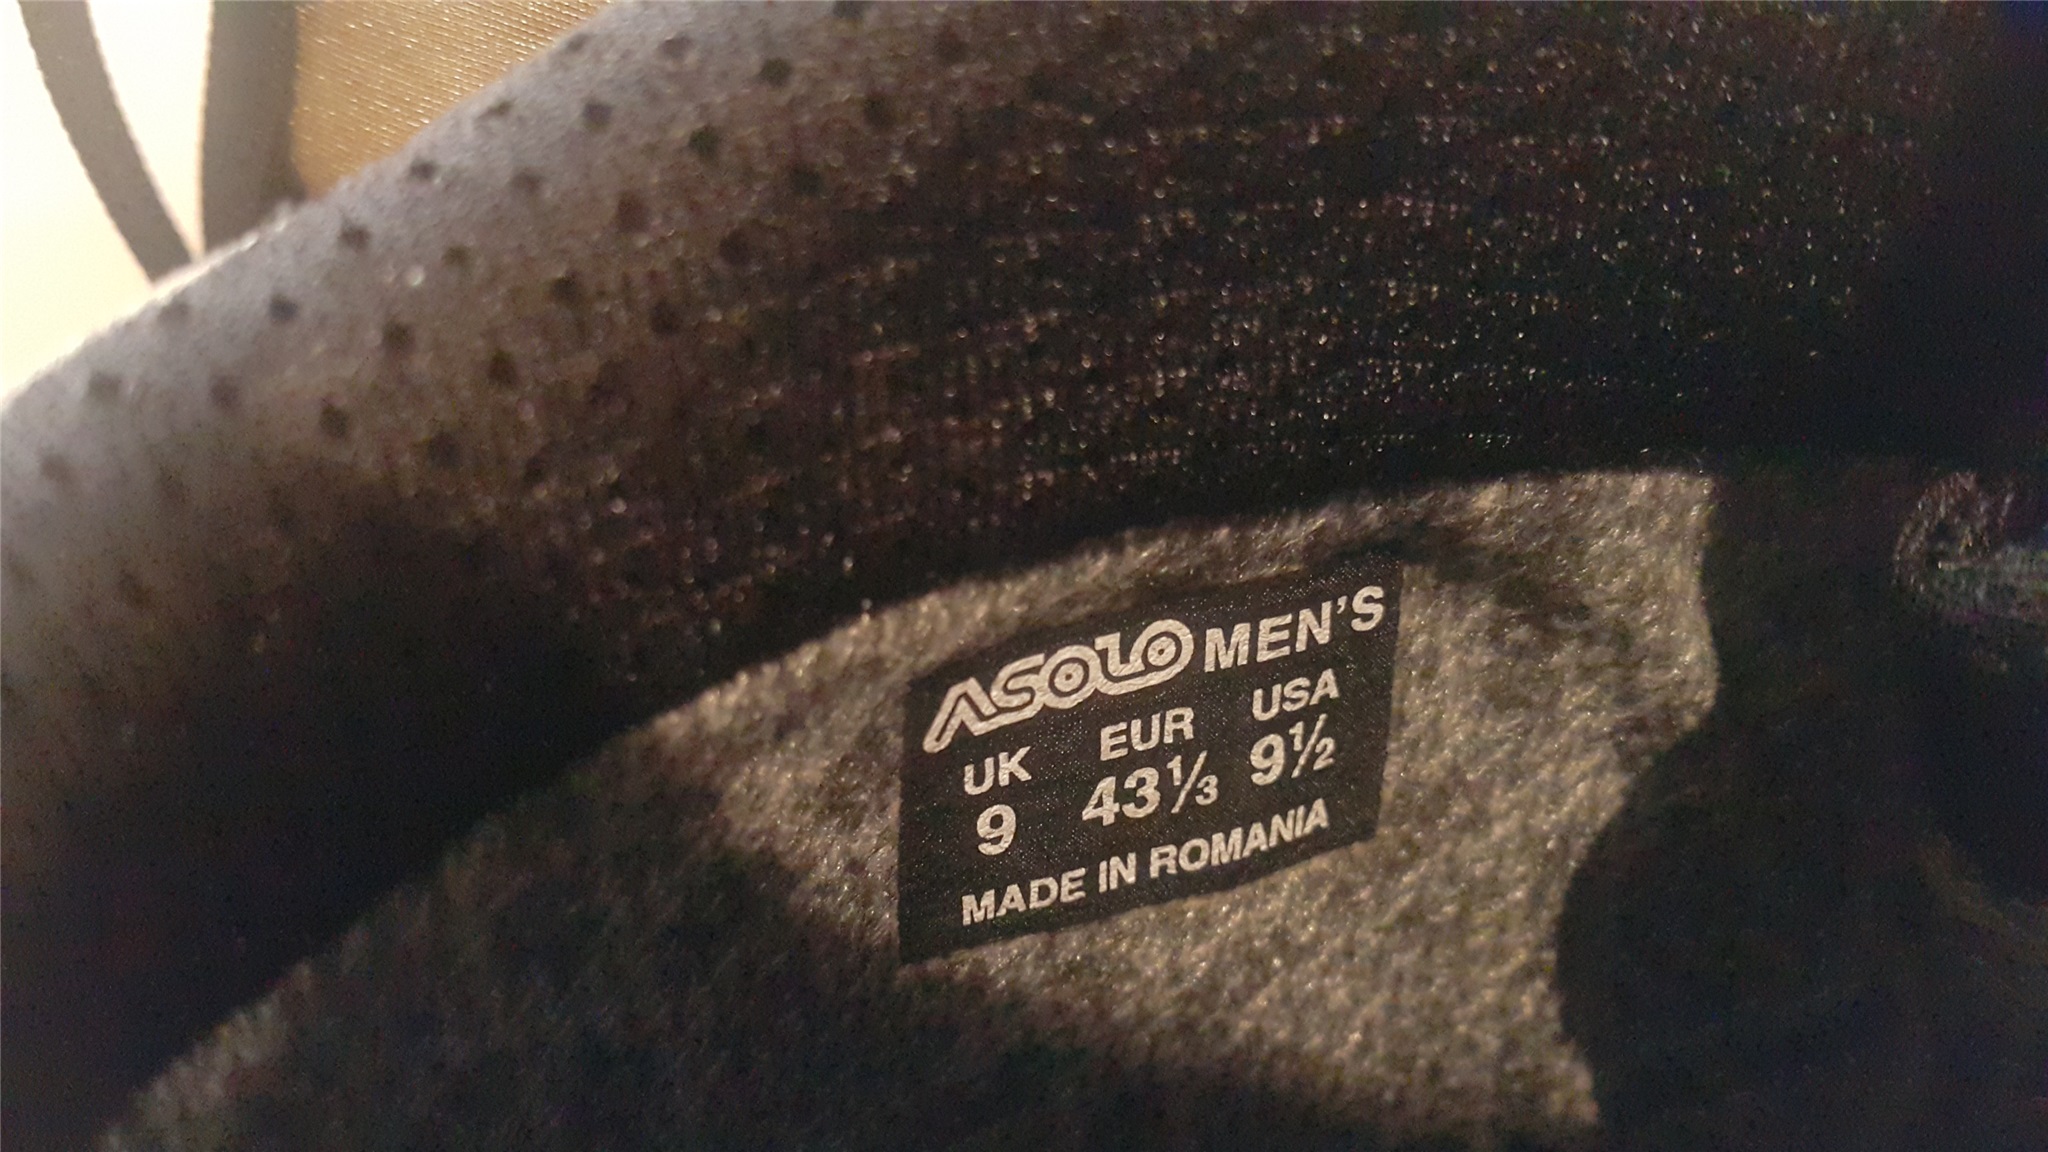 ASOLO MEN'S
UK EUR USA
9 43⅓ 9½
MADE IN ROMANIA